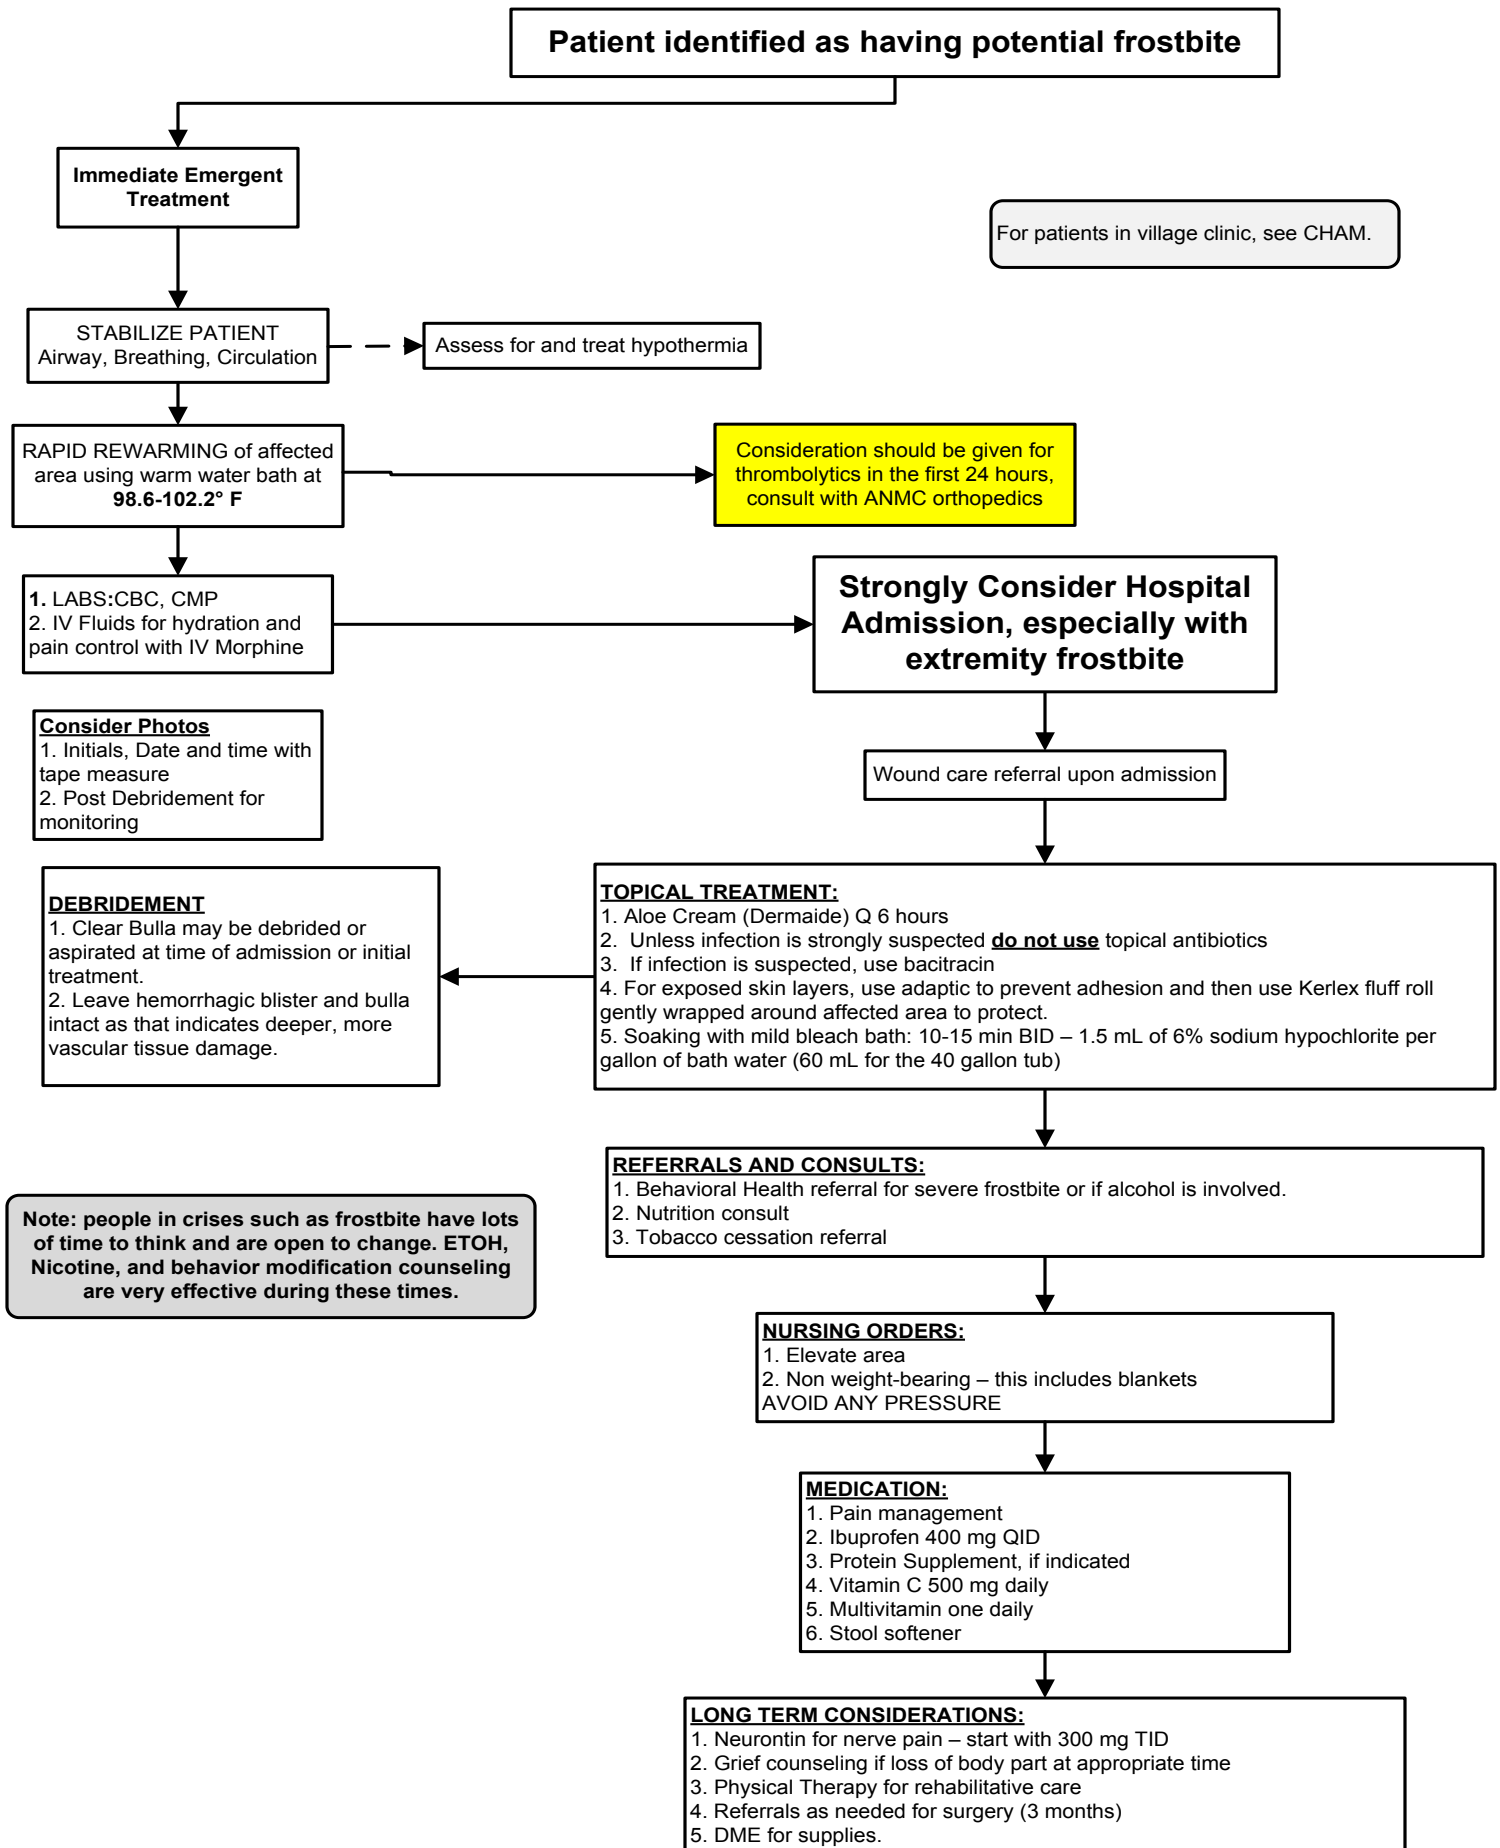 Patient identified as having potential frostbite
Immediate Emergent
Treatment
For patients in village clinic, see CHAM.
STABILIZE PATIENT
Airway, Breathing, Circulation
Assess for and treat hypothermia
RAPID REWARMING of affected
area using warm water bath at
98.6-102.2° F
Consideration should be given for
thrombolytics in the first 24 hours,
consult with ANMC orthopedics
1. LABS:CBC, CMP
2. IV Fluids for hydration and
pain control with IV Morphine
Strongly Consider Hospital
Admission, especially with
extremity frostbite
Consider Photos
1. Initials, Date and time with
tape measure
2. Post Debridement for
monitoring
Wound care referral upon admission
DEBRIDEMENT
1. Clear Bulla may be debrided or
aspirated at time of admission or initial
treatment.
2. Leave hemorrhagic blister and bulla
intact as that indicates deeper, more
vascular tissue damage.
TOPICAL TREATMENT:
1. Aloe Cream (Dermaide) Q 6 hours
2. Unless infection is strongly suspected do not use topical antibiotics
3. If infection is suspected, use bacitracin
4. For exposed skin layers, use adaptic to prevent adhesion and then use Kerlex fluff roll
gently wrapped around affected area to protect.
5. Soaking with mild bleach bath: 10-15 min BID – 1.5 mL of 6% sodium hypochlorite per
gallon of bath water (60 mL for the 40 gallon tub)
REFERRALS AND CONSULTS:
1. Behavioral Health referral for severe frostbite or if alcohol is involved.
2. Nutrition consult
3. Tobacco cessation referral
Note: people in crises such as frostbite have lots
of time to think and are open to change. ETOH,
Nicotine, and behavior modification counseling
are very effective during these times.
NURSING ORDERS:
1. Elevate area
2. Non weight-bearing – this includes blankets
AVOID ANY PRESSURE
MEDICATION:
1. Pain management
2. Ibuprofen 400 mg QID
3. Protein Supplement, if indicated
4. Vitamin C 500 mg daily
5. Multivitamin one daily
6. Stool softener
LONG TERM CONSIDERATIONS:
1. Neurontin for nerve pain – start with 300 mg TID
2. Grief counseling if loss of body part at appropriate time
3. Physical Therapy for rehabilitative care
4. Referrals as needed for surgery (3 months)
5. DME for supplies.